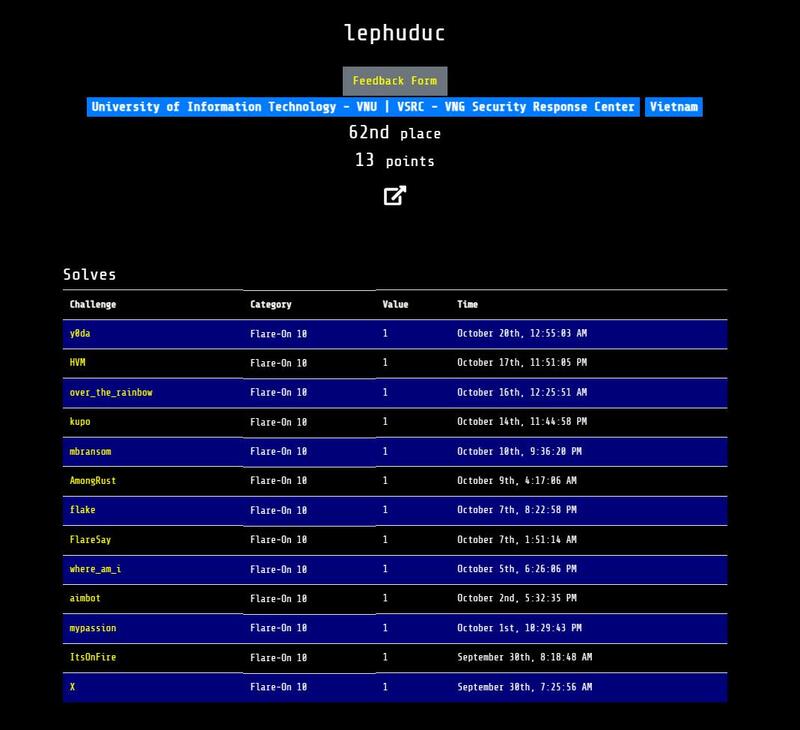 lephuduc
Feedback Form
University of Information Technology - VNU | VSRC - VNG Security Response Center Vietnam
62nd place
13 points
Solves
Challenge Category Value Time
y0da Flare-On 10 1 October 20th, 12:55:03 AM
HVM Flare-On 10 1 October 17th, 11:51:05 PM
over_the_rainbow Flare-On 10 1 October 16th, 12:25:51 AM
kupo Flare-On 10 1 October 14th, 11:44:58 PM
mbransom Flare-On 10 1 October 10th, 9:36:20 PM
AmongRust Flare-On 10 1 October 9th, 4:17:06 AM
flake Flare-On 10 1 October 7th, 8:22:58 PM
FlareSay Flare-On 10 1 October 7th, 1:51:14 AM
where_am_i Flare-On 10 1 October 5th, 6:26:06 PM
aimbot Flare-On 10 1 October 2nd, 5:32:35 PM
mypassion Flare-On 10 1 October 1st, 10:29:43 PM
ItsOnFire Flare-On 10 1 September 30th, 8:18:48 AM
X Flare-On 10 1 September 30th, 7:25:56 AM